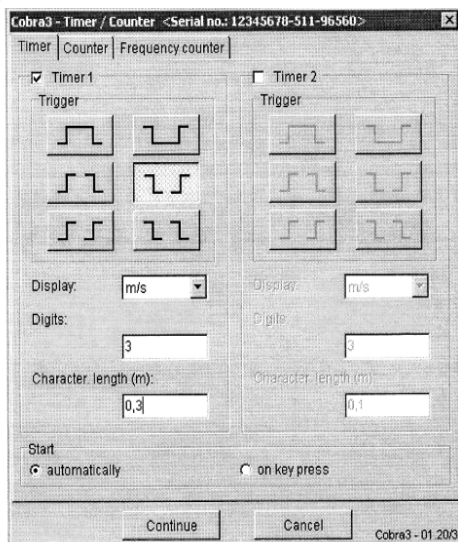 Cobra3 - Timer / Counter <Serial no.: 12345678-511-96560>
Timer Counter Frequency counter
Timer 1
Trigger
Display:
m/s
Digits:
3
Character. length (m):
0,3
Timer 2
Trigger
Display:
m/s
Digits
3
Character. length (m):
0,1
Start
automatically
on key press
Continue
Cancel
Cobra3 - 01.20/3